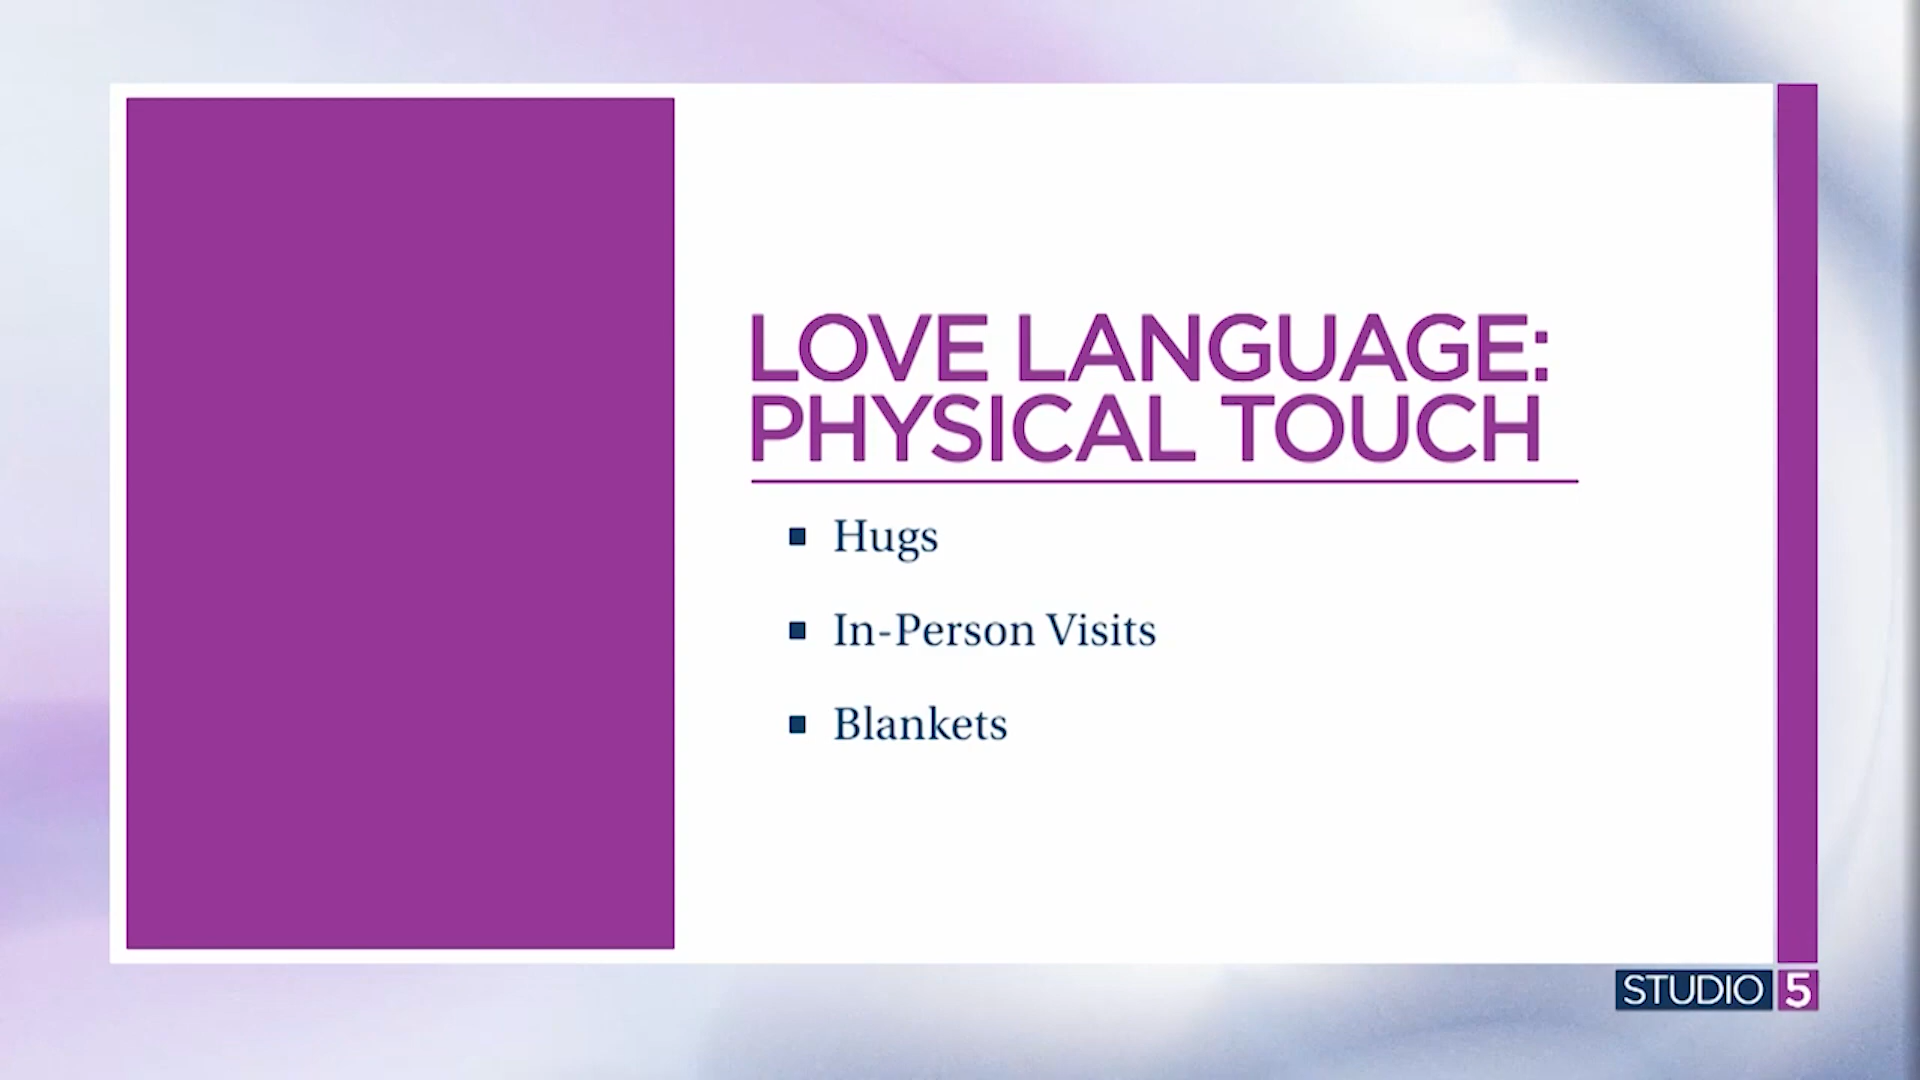 LOVE LANGUAGE:
PHYSICAL TOUCH
Hugs
In-Person Visits
Blankets
STUDIO 5